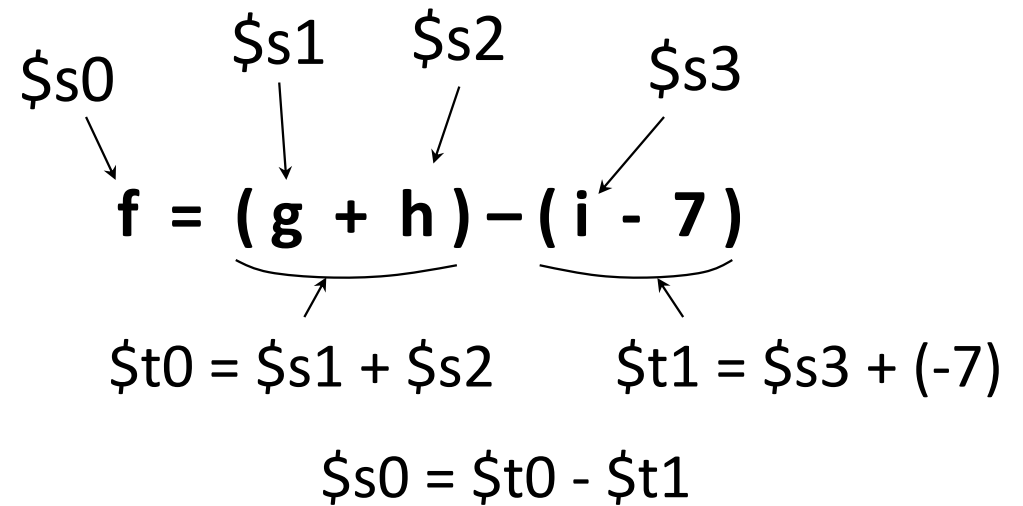 $s0 $s1 $s2 $s3
f = ( g + h ) – ( i - 7 )
$t0 = $s1 + $s2 $t1 = $s3 + (-7)
$s0 = $t0 - $t1